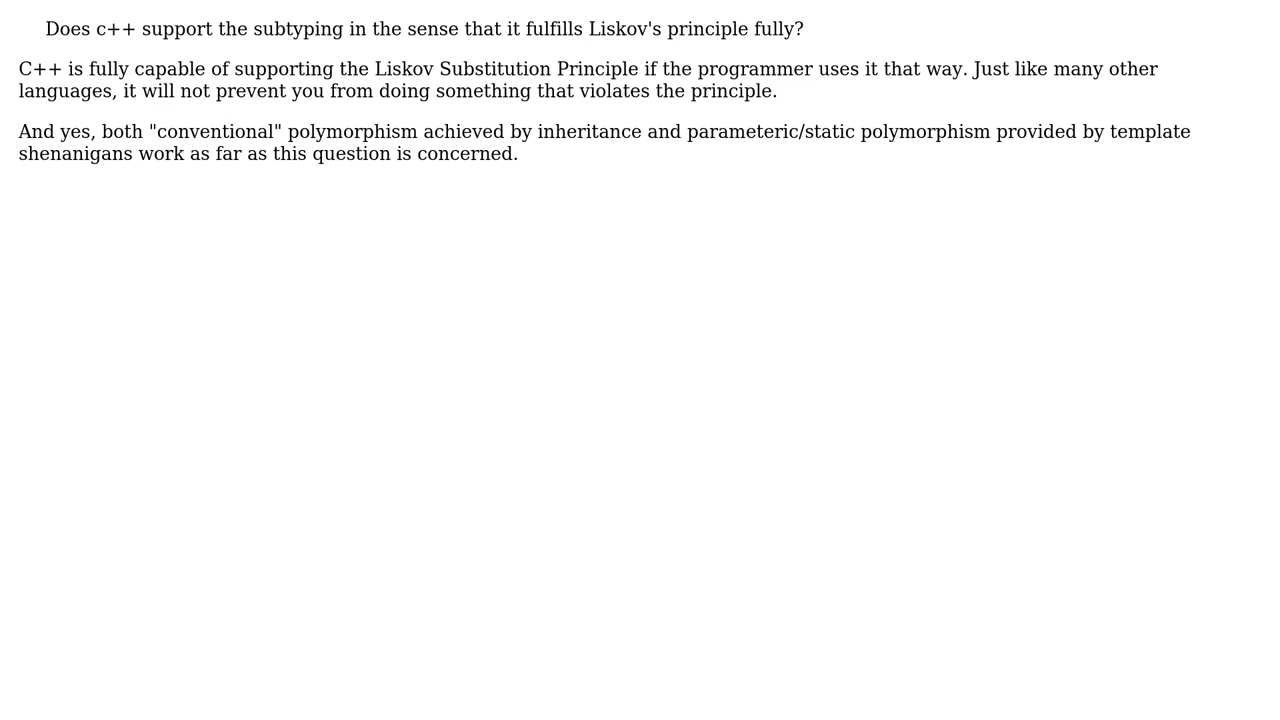 Does c++ support the subtyping in the sense that it fulfills Liskov's principle fully?
C++ is fully capable of supporting the Liskov Substitution Principle if the programmer uses it that way. Just like many other
languages, it will not prevent you from doing something that violates the principle.
And yes, both "conventional" polymorphism achieved by inheritance and parameteric/static polymorphism provided by template
shenanigans work as far as this question is concerned.